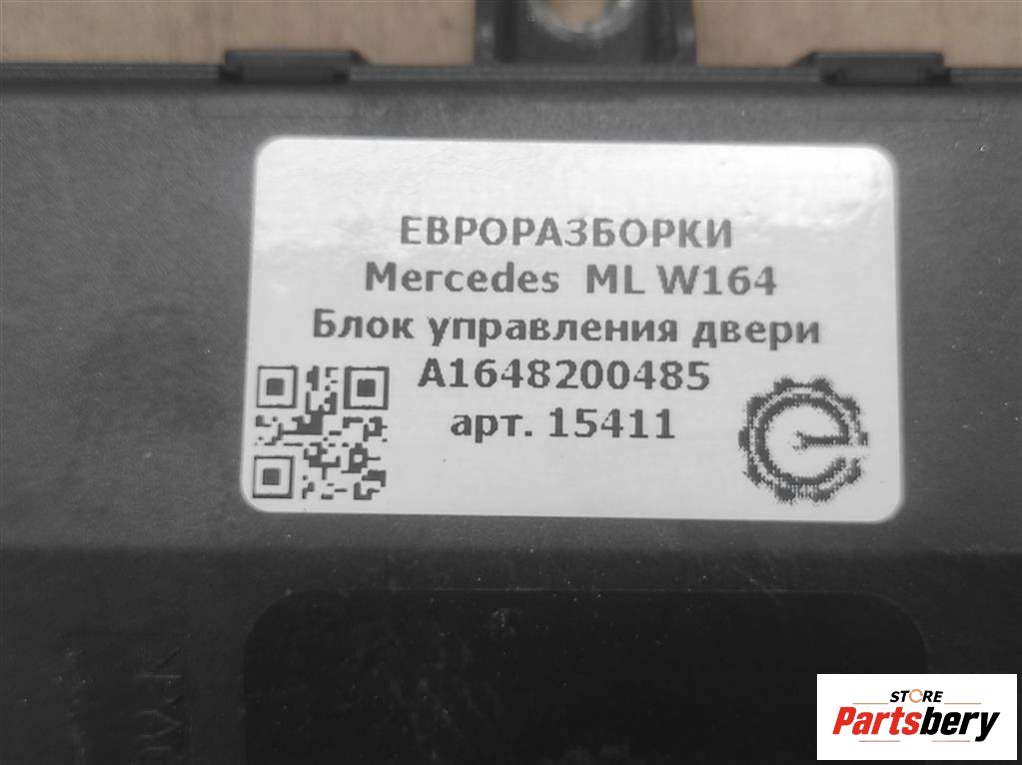 ЕВРОРАЗБОРКИ
Mercedes ML W164
Блок управления двери
A1648200485
арт. 15411
STORE
Partsbery